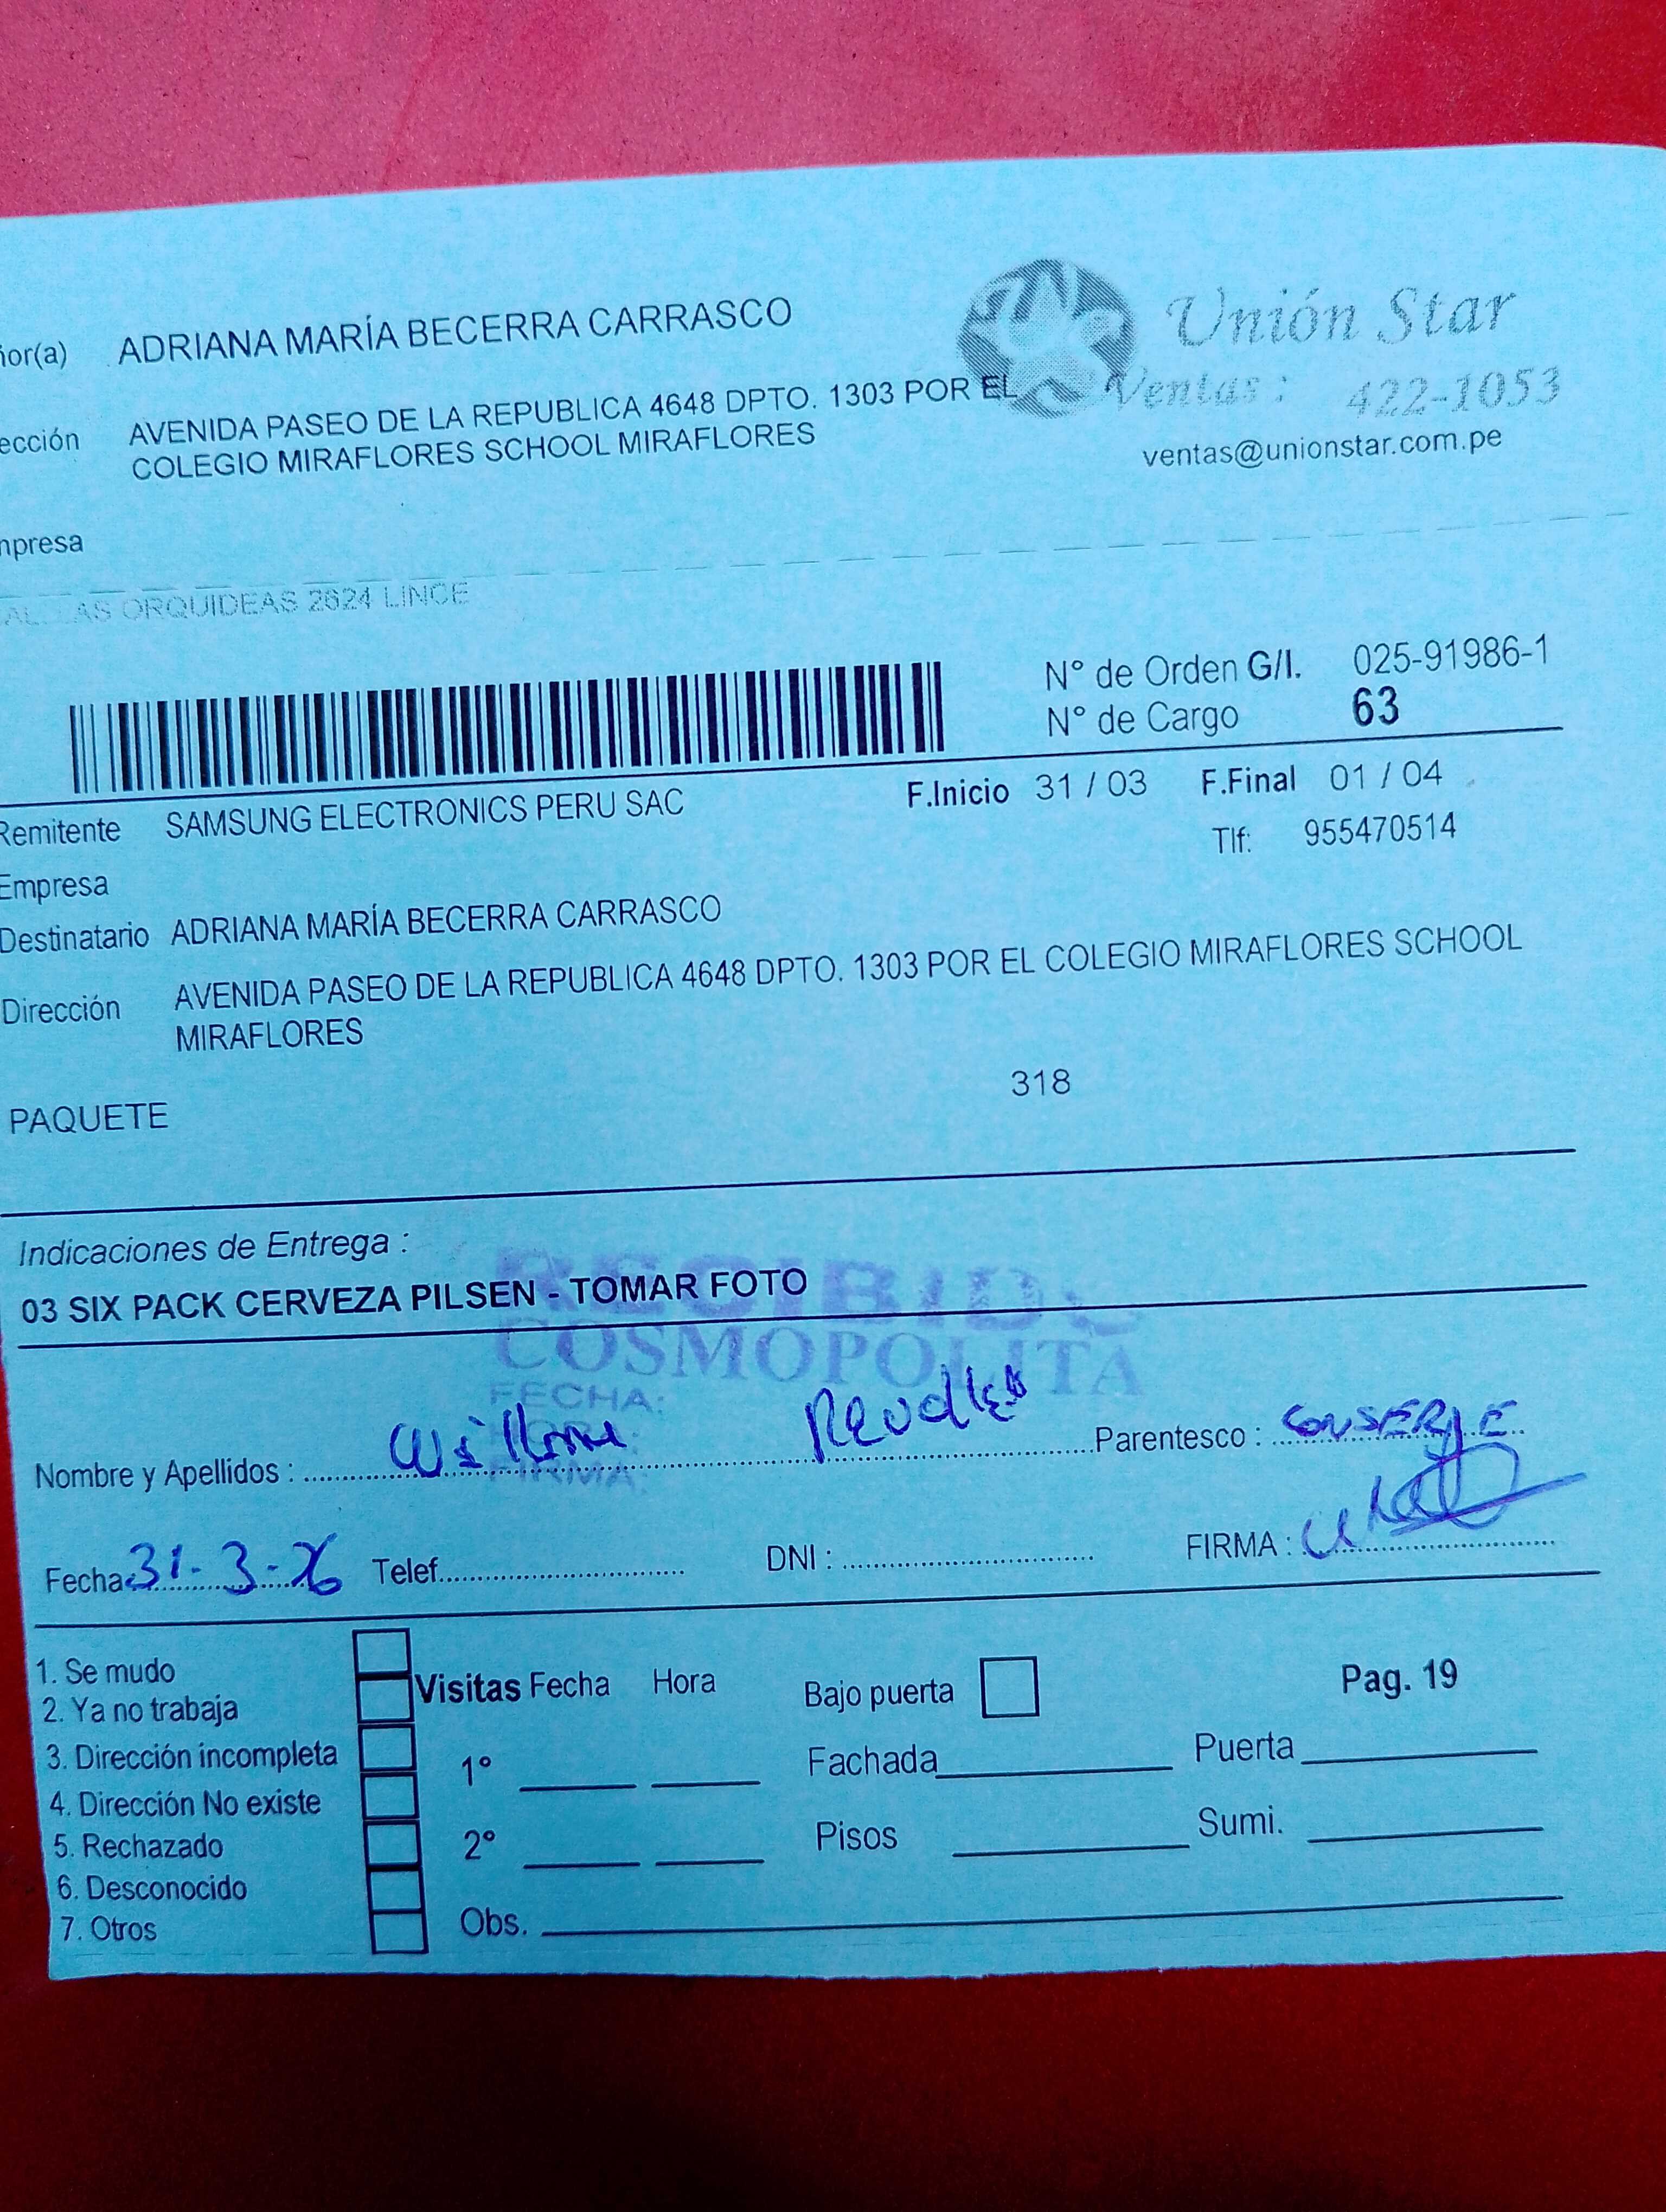 ñor(a) ADRIANA MARÍA BECERRA CARRASCO
Unión Star
Ventas : 422-1053
ventas@unionstar.com.pe
ección AVENIDA PASEO DE LA REPUBLICA 4648 DPTO. 1303 POR EL
COLEGIO MIRAFLORES SCHOOL MIRAFLORES
mpresa
AS ORQUIDEAS 2624 LINCE
N° de Orden G/I. 025-91986-1
N° de Cargo 63
Remitente SAMSUNG ELECTRONICS PERU SAC
F.Inicio 31 / 03 F.Final 01 / 04
Tlf: 955470514
Empresa
Destinatario ADRIANA MARÍA BECERRA CARRASCO
Dirección AVENIDA PASEO DE LA REPUBLICA 4648 DPTO. 1303 POR EL COLEGIO MIRAFLORES SCHOOL
MIRAFLORES
318
PAQUETE
Indicaciones de Entrega :
03 SIX PACK CERVEZA PILSEN - TOMAR FOTO
RECIBIDO
COSMOPOLITA
FECHA:
FIRMA:
Nombre y Apellidos : Parentesco : CONSERJE
Fecha 31-3-26 Telef. DNI : FIRMA :
1. Se mudo
2. Ya no trabaja
3. Dirección incompleta
4. Dirección No existe
5. Rechazado
6. Desconocido
7. Otros
Visitas Fecha Hora
1°
2°
Obs.
Bajo puerta
Fachada
Pisos
Pag. 19
Puerta
Sumi.